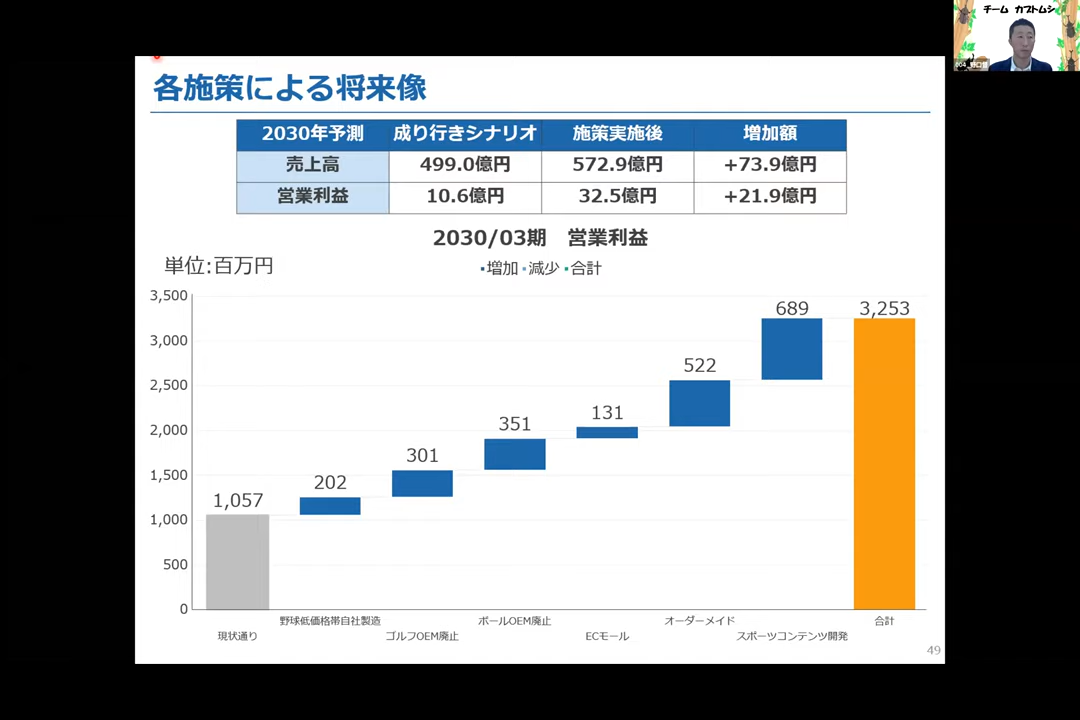 チーム カブトムシ
各施策による将来像
2030年予測 成り行きシナリオ 施策実施後 増加額
売上高 499.0億円 572.9億円 +73.9億円
営業利益 10.6億円 32.5億円 +21.9億円
2030/03期 営業利益
単位:百万円
増加 減少 合計
3,500
3,000
2,500
2,000
1,500
1,000
500
0
1,057
202
301
351
131
522
689
3,253
現状通り
野球低価格帯自社製造
ゴルフOEM廃止
ボールOEM廃止
ECモール
オーダーメイド
スポーツコンテンツ開発
合計
49